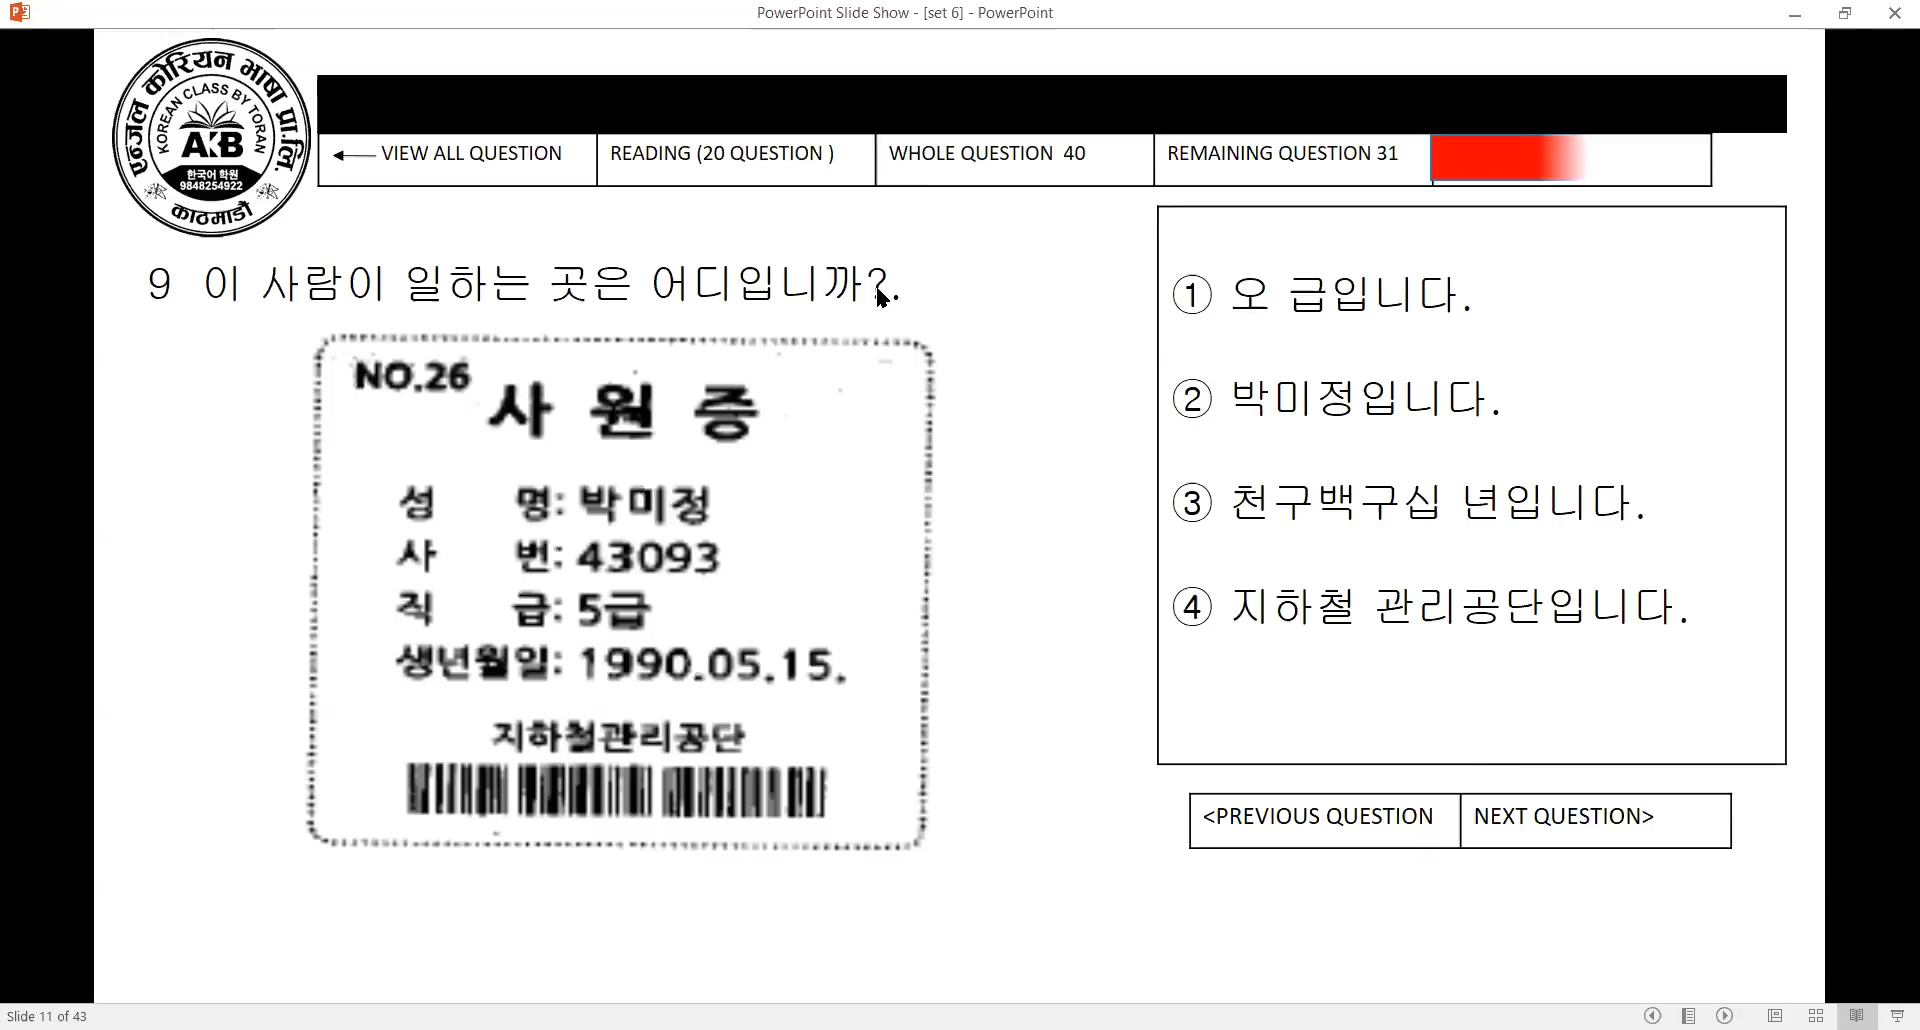 PowerPoint Slide Show - [set 6] - PowerPoint
एन्जल कोरियन भाषा प्रा.लि.
KOREAN CLASS BY TORAN
AKB
한국어 학원
9848254922
काठमाडौं
VIEW ALL QUESTION
READING (20 QUESTION )
WHOLE QUESTION 40
REMAINING QUESTION 31
9 이 사람이 일하는 곳은 어디입니까?.
NO.26
사 원 증
성 명: 박미정
사 번: 43093
직 급: 5급
생년월일: 1990.05.15.
지하철관리공단
① 오 급입니다.
② 박미정입니다.
③ 천구백구십 년입니다.
④ 지하철 관리공단입니다.
<PREVIOUS QUESTION
NEXT QUESTION>
Slide 11 of 43